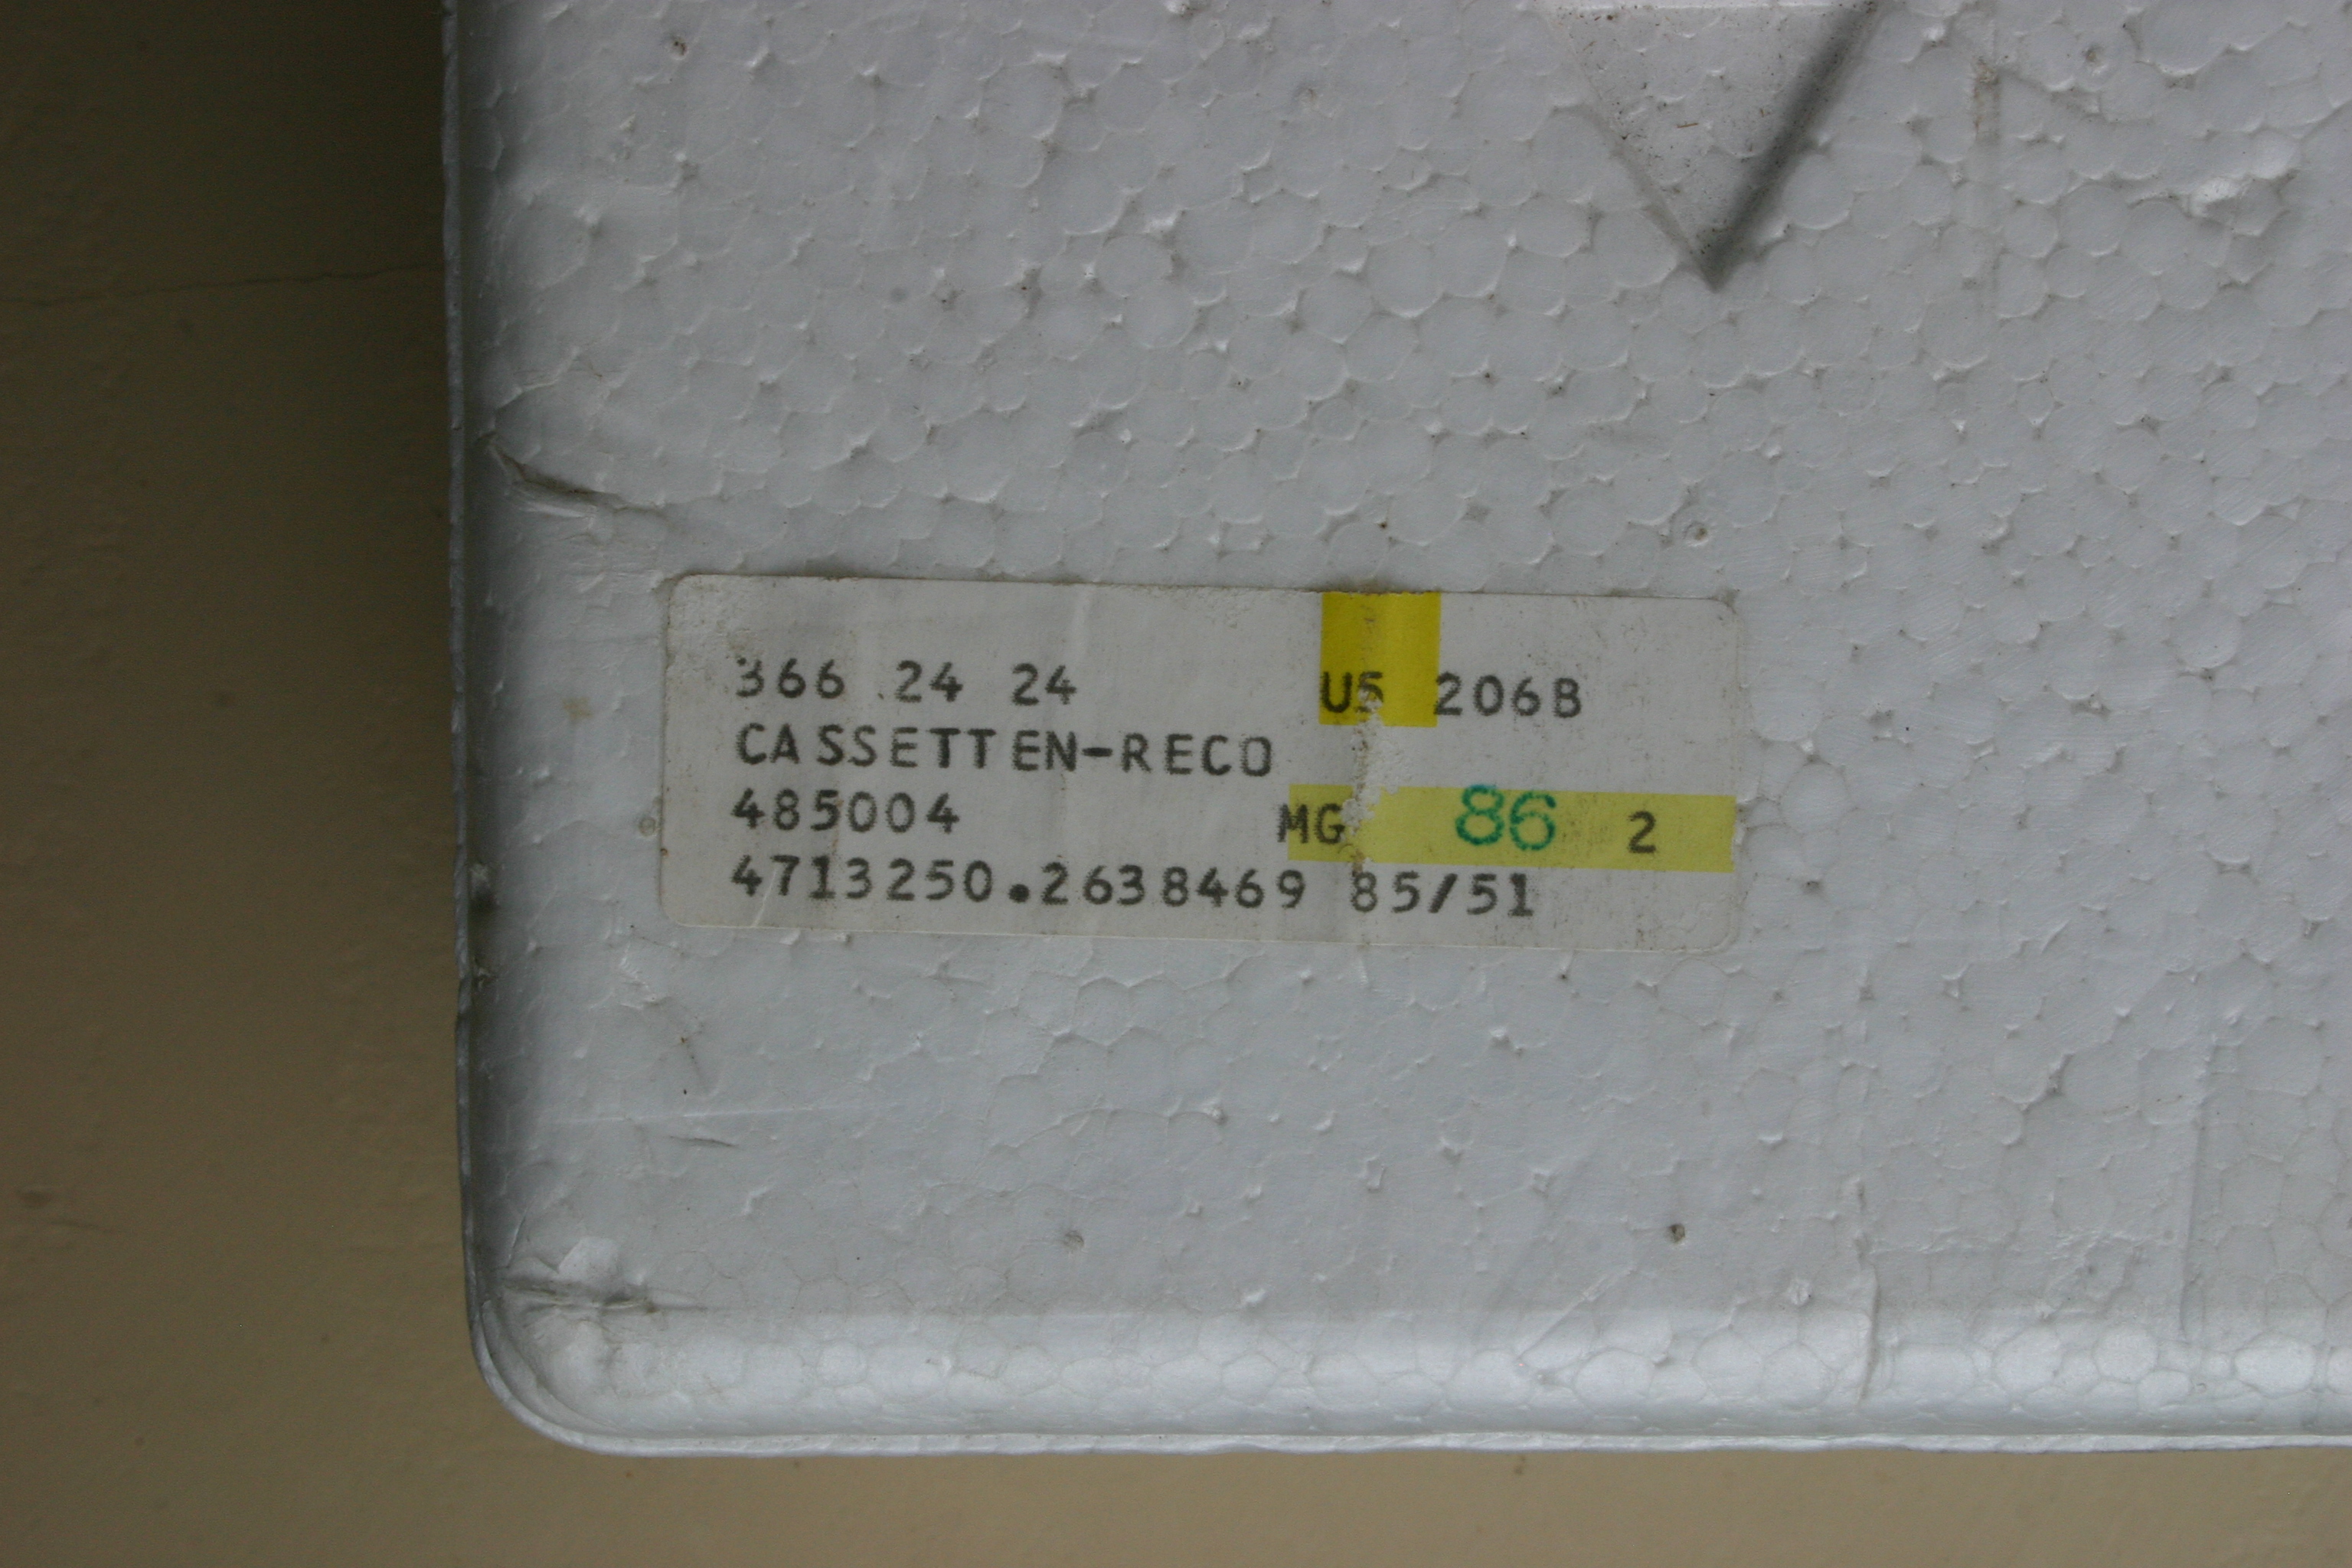 366 24 24 U5 206B
CASSETTEN-RECO
485004 MG 86 2
4713250.2638469 85/51